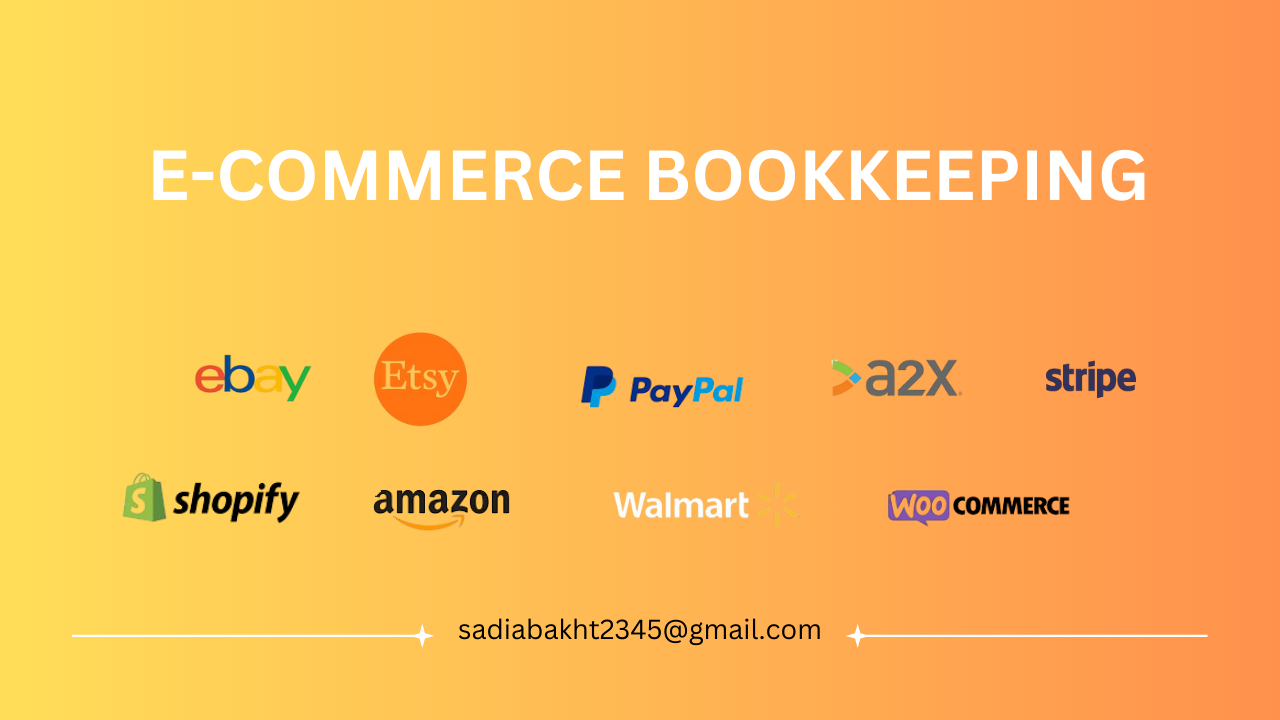 E-COMMERCE BOOKKEEPING
ebay Etsy PayPal a2x stripe
shopify amazon Walmart WOO COMMERCE
sadiabakht2345@gmail.com